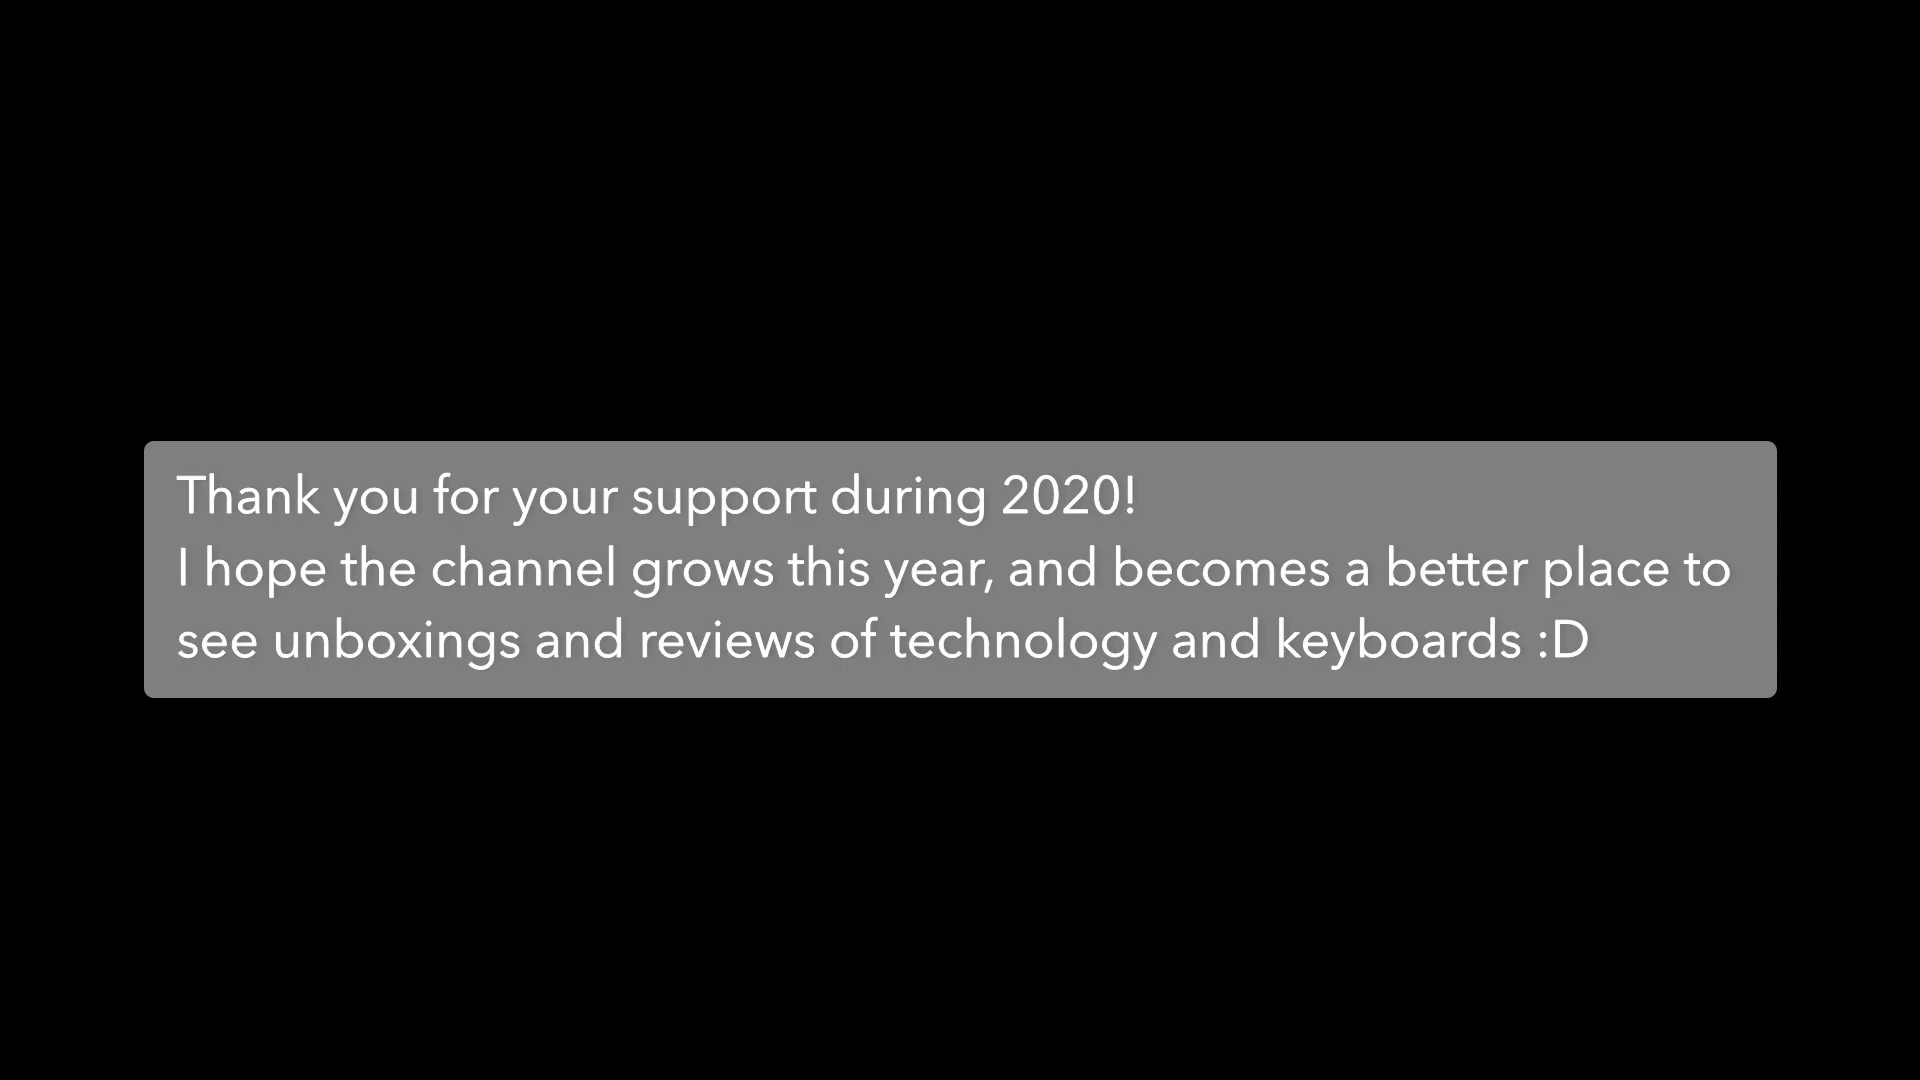 Thank you for your support during 2020!
I hope the channel grows this year, and becomes a better place to
see unboxings and reviews of technology and keyboards :D